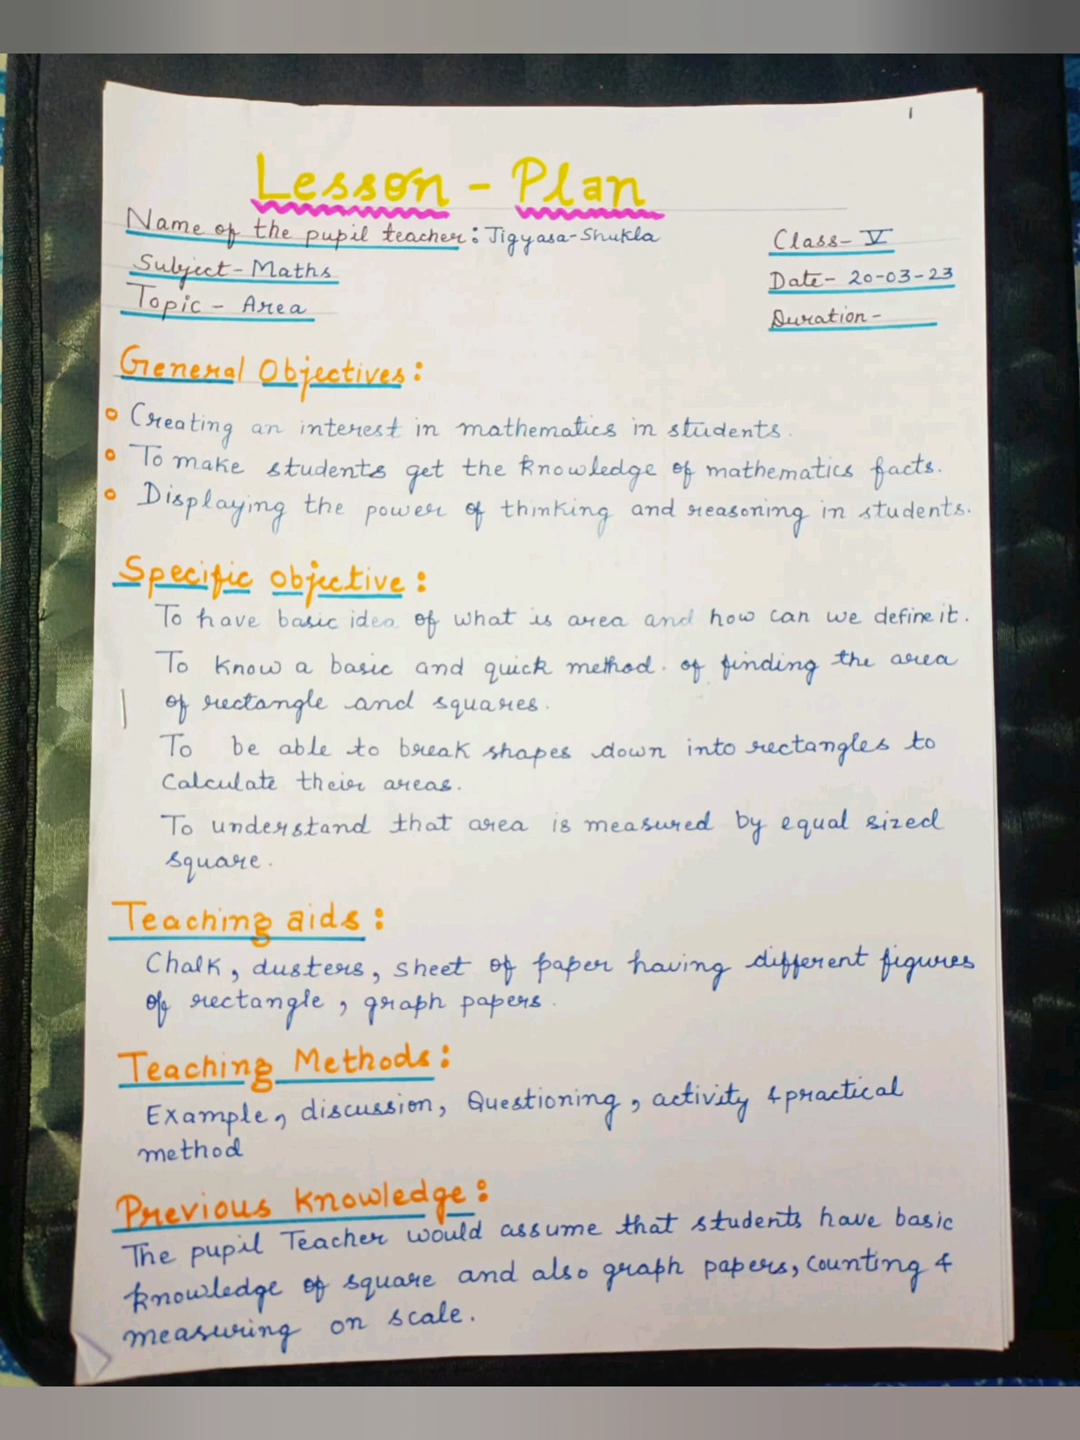 1
Lesson - Plan
Name of the pupil teacher: Jigyasa-Shukla
Class- V
Subject- Maths
Date- 20-03-23
Topic - Area
Duration-
General Objectives:
Creating an interest in mathematics in students.
To make students get the knowledge of mathematics facts.
Displaying the power of thinking and reasoning in students.
Specific objective:
To have basic idea of what is area and how can we define it.
To know a basic and quick method. of finding the area
of rectangle and squares.
To be able to break shapes down into rectangles to
calculate their areas.
To understand that area is measured by equal sized
square.
Teaching aids:
Chalk, dusters, sheet of paper having different figures
of rectangle, graph papers.
Teaching Methods:
Example, discussion, Questioning, activity & practical
method
Previous knowledge:
The pupil Teacher would assume that students have basic
knowledge of square and also graph papers, counting &
measuring on scale.